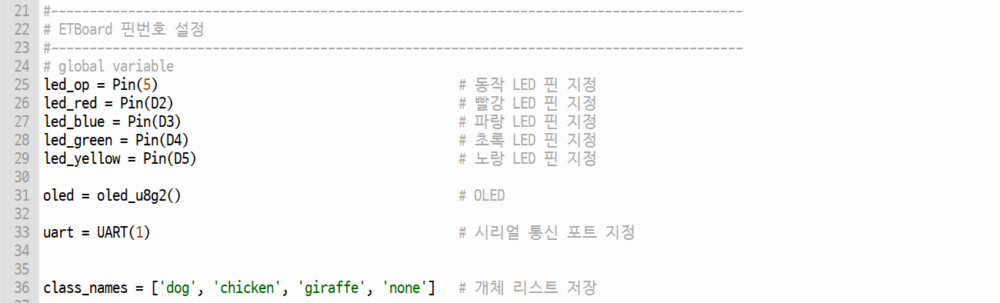 21 #------------------------------------------------------------------------------------------
22 # ETBoard 핀번호 설정
23 #------------------------------------------------------------------------------------------
24 # global variable
25 led_op = Pin(5) # 동작 LED 핀 지정
26 led_red = Pin(D2) # 빨강 LED 핀 지정
27 led_blue = Pin(D3) # 파랑 LED 핀 지정
28 led_green = Pin(D4) # 초록 LED 핀 지정
29 led_yellow = Pin(D5) # 노랑 LED 핀 지정
30
31 oled = oled_u8g2() # OLED
32
33 uart = UART(1) # 시리얼 통신 포트 지정
34
35
36 class_names = ['dog', 'chicken', 'giraffe', 'none'] # 개체 리스트 저장